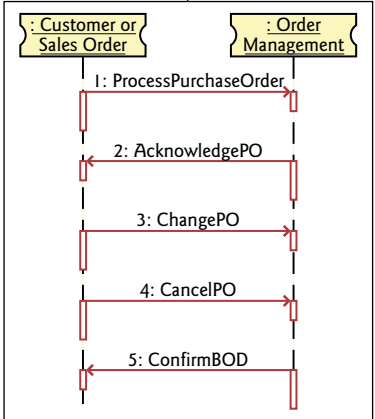 : Customer or
Sales Order
: Order
Management
1: ProcessPurchaseOrder
2: AcknowledgePO
3: ChangePO
4: CancelPO
5: ConfirmBOD